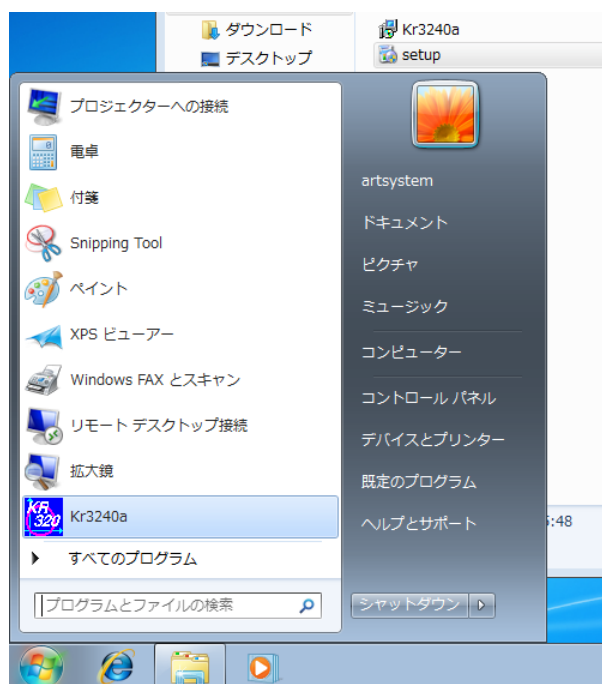 ダウンロード
デスクトップ
Kr3240a
setup
プロジェクターへの接続
電卓
付箋
Snipping Tool
ペイント
XPS ビューアー
Windows FAX とスキャン
リモート デスクトップ接続
拡大鏡
KR
320
Kr3240a
すべてのプログラム
プログラムとファイルの検索
artsystem
ドキュメント
ピクチャ
ミュージック
コンピューター
コントロール パネル
デバイスとプリンター
既定のプログラム
ヘルプとサポート
シャットダウン
:48